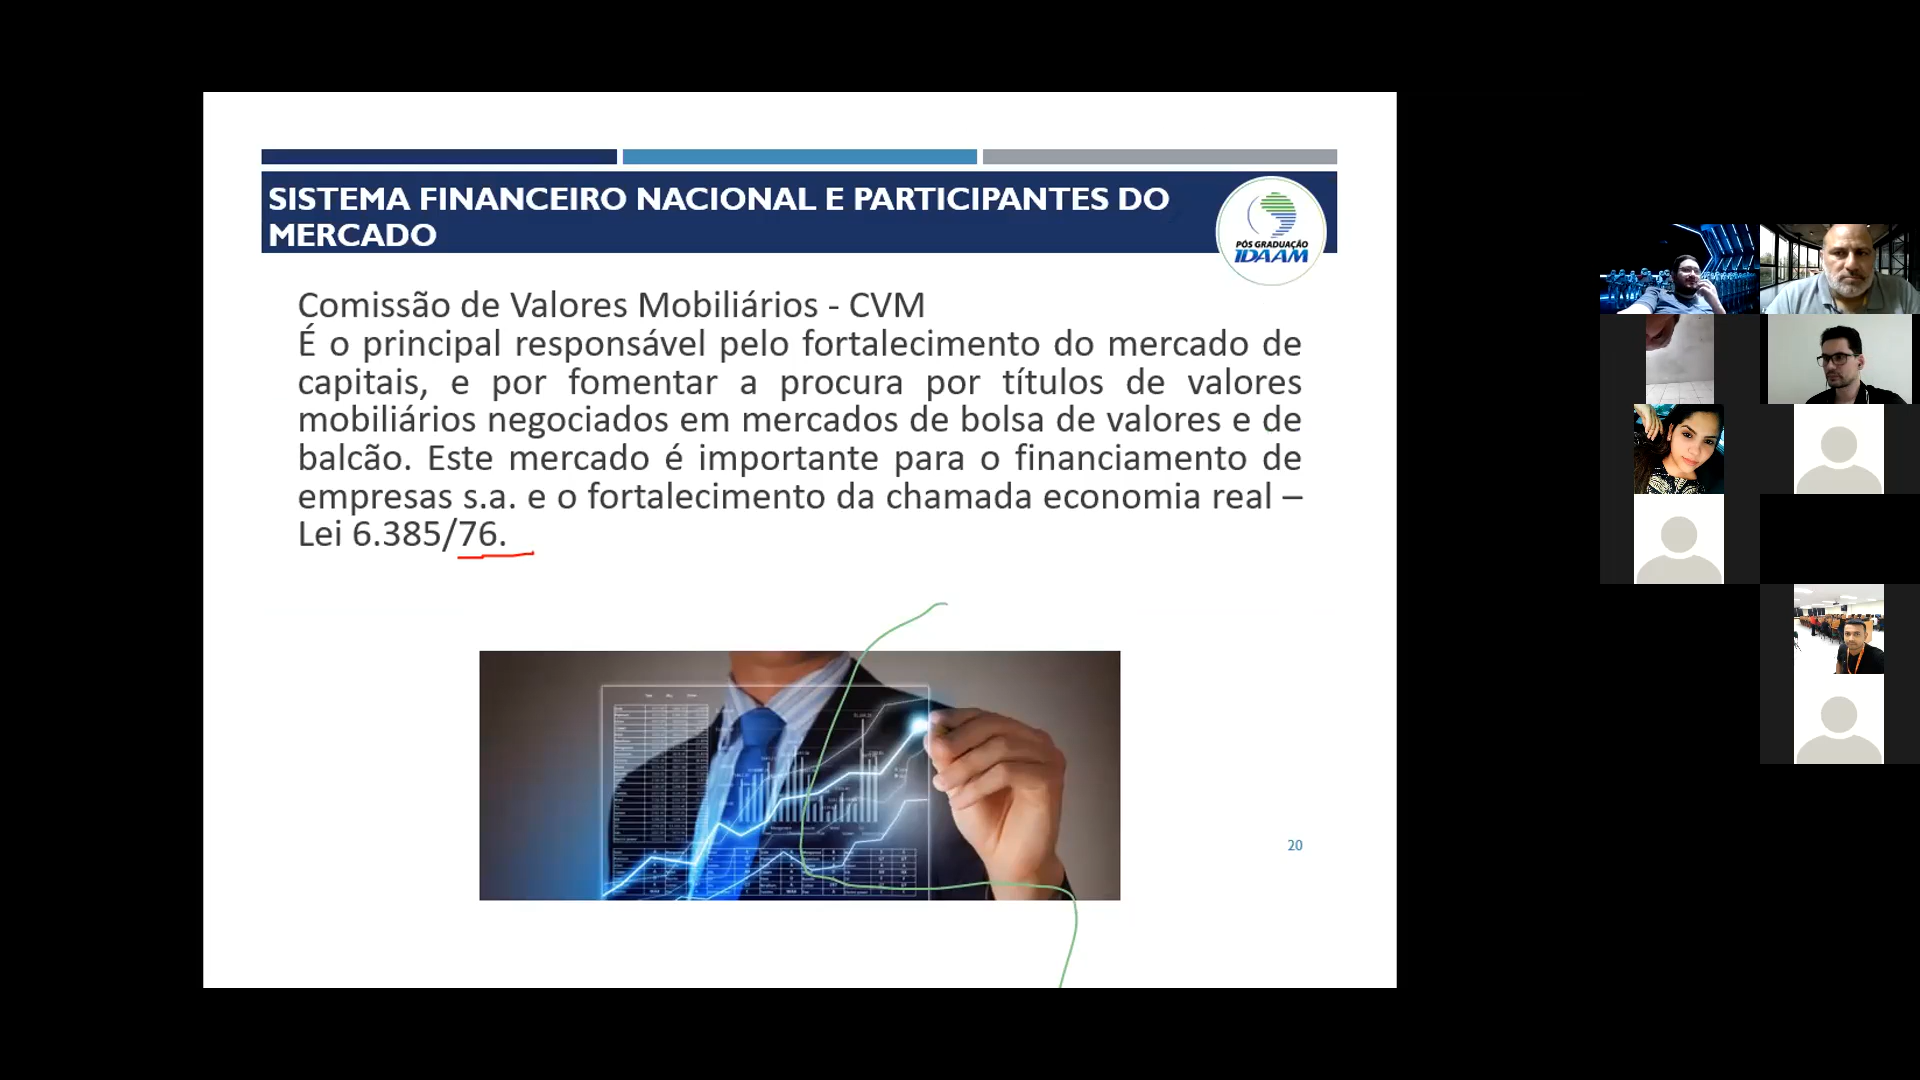 SISTEMA FINANCEIRO NACIONAL E PARTICIPANTES DO
MERCADO
PÓS GRADUAÇÃO
IDAAM
Comissão de Valores Mobiliários - CVM
É o principal responsável pelo fortalecimento do mercado de
capitais, e por fomentar a procura por títulos de valores
mobiliários negociados em mercados de bolsa de valores e de
balcão. Este mercado é importante para o financiamento de
empresas s.a. e o fortalecimento da chamada economia real –
Lei 6.385/76.
20